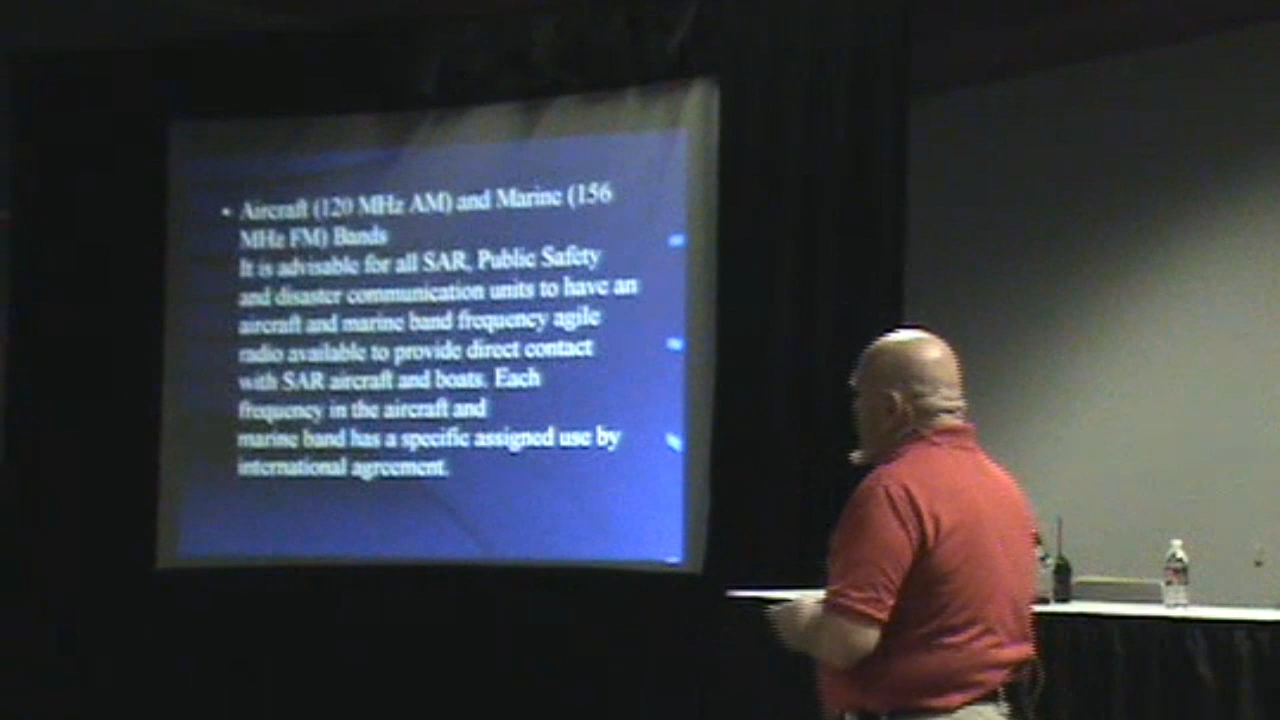 • Aircraft (120 MHz AM) and Marine (156
MHz FM) Bands
It is advisable for all SAR, Public Safety
and disaster communication units to have an
aircraft and marine band frequency agile
radio available to provide direct contact
with SAR aircraft and boats. Each
frequency in the aircraft and
marine band has a specific assigned use by
international agreement.